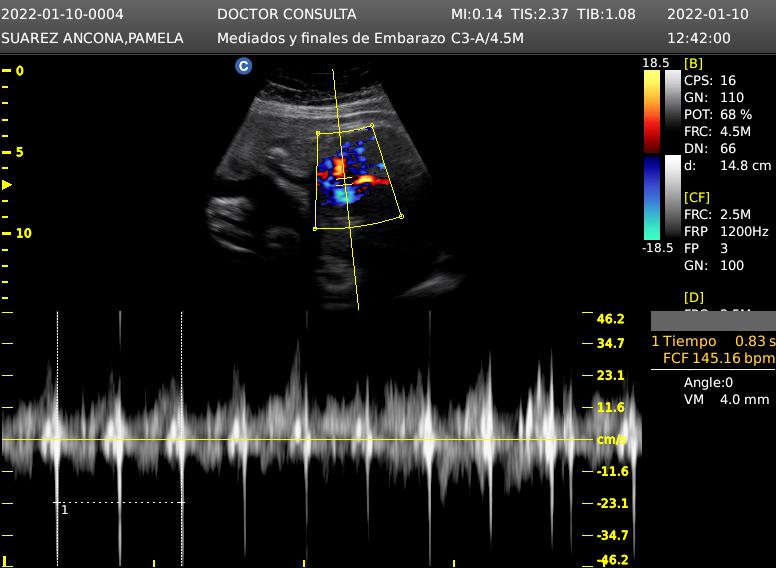 2022-01-10-0004 DOCTOR CONSULTA MI:0.14 TIS:2.37 TIB:1.08 2022-01-10
SUAREZ ANCONA,PAMELA Mediados y finales de Embarazo C3-A/4.5M 12:42:00
C
0
5
10
18.5
-18.5
[B]
CPS: 16
GN: 110
POT: 68 %
FRC: 4.5M
DN: 66
d: 14.8 cm
[CF]
FRC: 2.5M
FRP 1200Hz
FP 3
GN: 100
[D]
1 Tiempo 0.83 s
FCF 145.16 bpm
Angle:0
VM 4.0 mm
46.2
34.7
23.1
11.6
cm/s
-11.6
-23.1
-34.7
-46.2
1